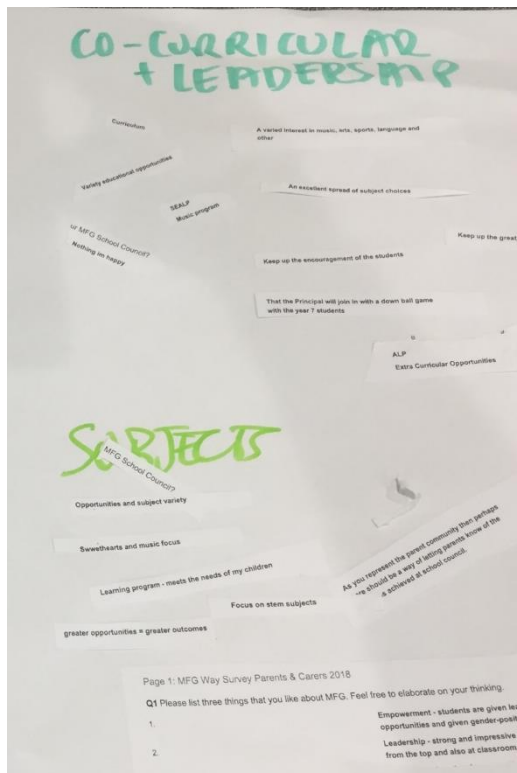 CO-CURRICULAR
+ LEADERSHIP
Curriculum
A varied interest in music, arts, sports, language and
other
Variety educational opportunities
An excellent spread of subject choices
SEALP
Music program
ur MFG School Council?
Nothing im happy
Keep up the great
Keep up the encouragement of the students
That the Principal will join in with a down ball game
with the year 7 students
ALP
Extra Curricular Opportunities
SUBJECTS
MFG School Council?
Opportunities and subject variety
Swwethearts and music focus
As you represent the parent community then perhaps
should be a way of letting parents know of the
achieved at school council.
Learning program - meets the needs of my children
Focus on stem subjects
greater opportunities = greater outcomes
Page 1: MFG Way Survey Parents & Carers 2018
Q1 Please list three things that you like about MFG. Feel free to elaborate on your thinking.
1.
Empowerment - students are given
opportunities and given
2.
Leadership - strong and impressive
from the top and also at classroom